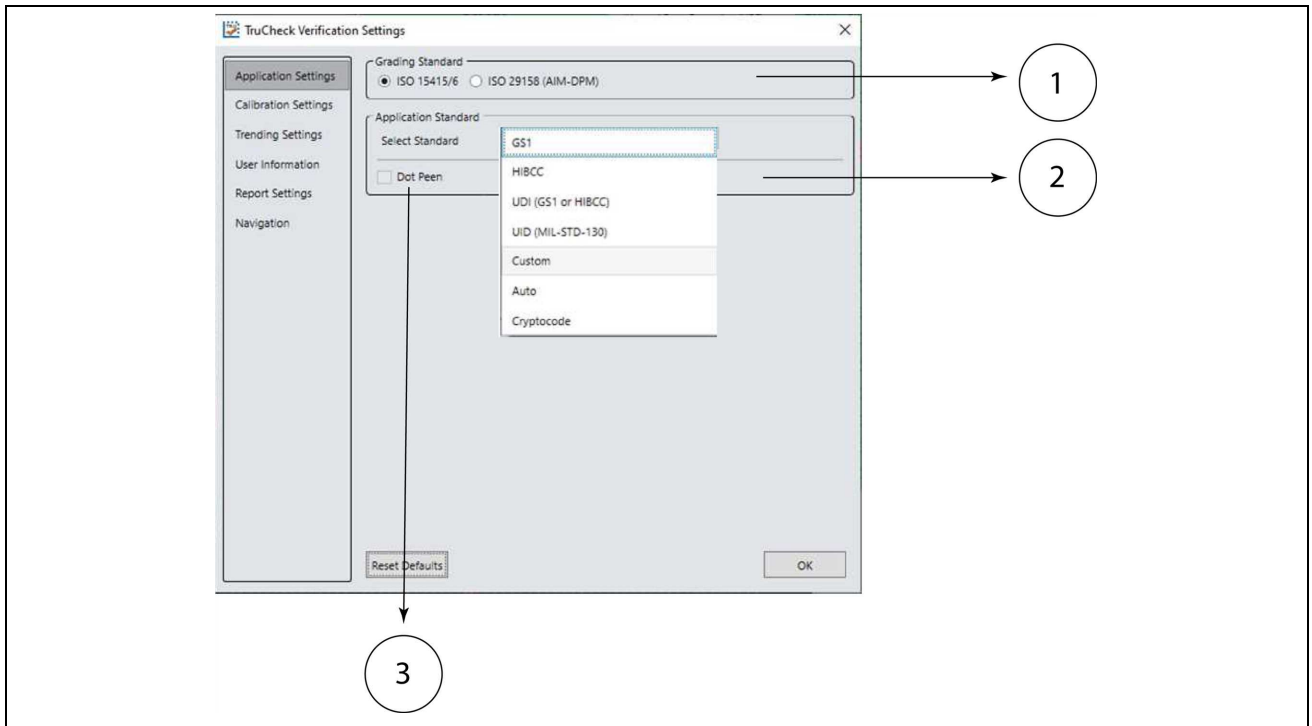 TruCheck Verification Settings
Application Settings
Calibration Settings
Trending Settings
User Information
Report Settings
Navigation
Grading Standard
ISO 15415/6 ISO 29158 (AIM-DPM)
Application Standard
Select Standard
GS1
HIBCC
UDI (GS1 or HIBCC)
UID (MIL-STD-130)
Custom
Auto
Cryptocode
Dot Peen
Reset Defaults
OK
1
2
3